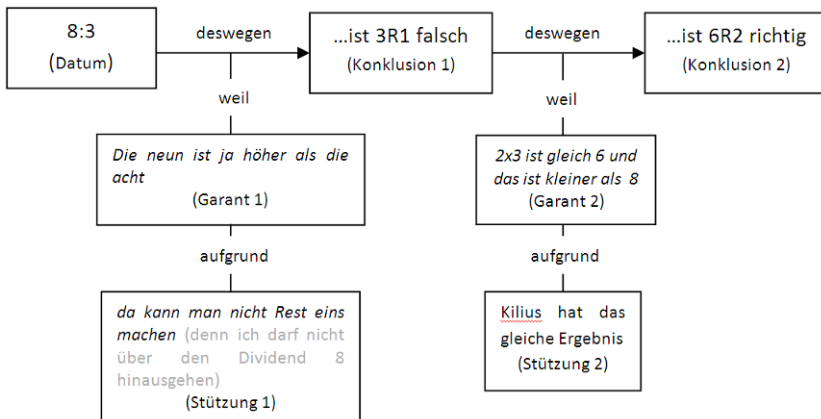 8:3
(Datum)
deswegen
...ist 3R1 falsch
(Konklusion 1)
deswegen
...ist 6R2 richtig
(Konklusion 2)
weil
weil
Die neun ist ja höher als die
acht
(Garant 1)
2x3 ist gleich 6 und
das ist kleiner als 8
(Garant 2)
aufgrund
aufgrund
da kann man nicht Rest eins
machen (denn ich darf nicht
über den Dividend 8
hinausgehen)
(Stützung 1)
Kilius hat das
gleiche Ergebnis
(Stützung 2)